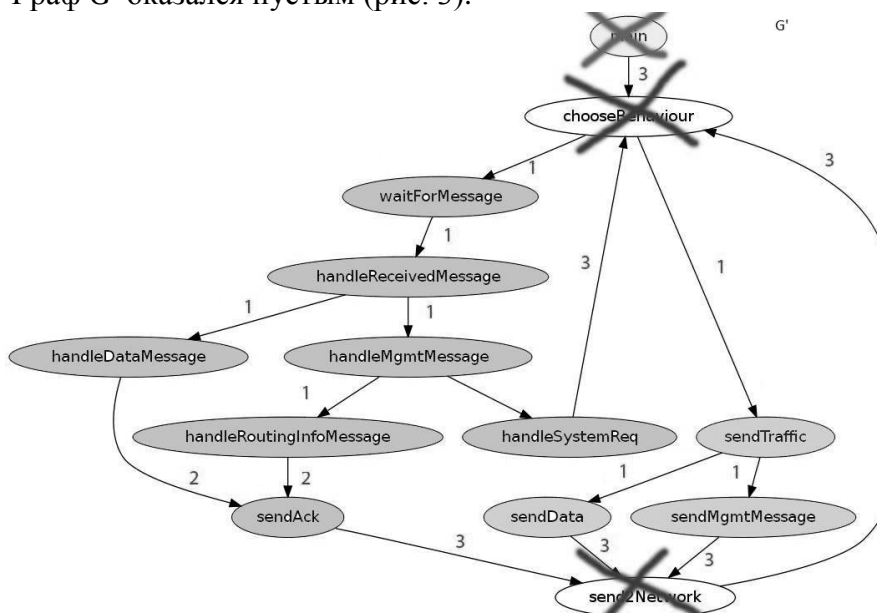 Граф G' оказался пустым (рис. 3).
G'
main
3
chooseBehaviour
3
1
waitForMessage
1
3
1
handleReceivedMessage
1
1
handleDataMessage
handleMgmtMessage
1
handleRoutingInfoMessage
handleSystemReq
sendTraffic
2
2
1
1
sendAck
sendData
sendMgmtMessage
3
3
3
send2Network